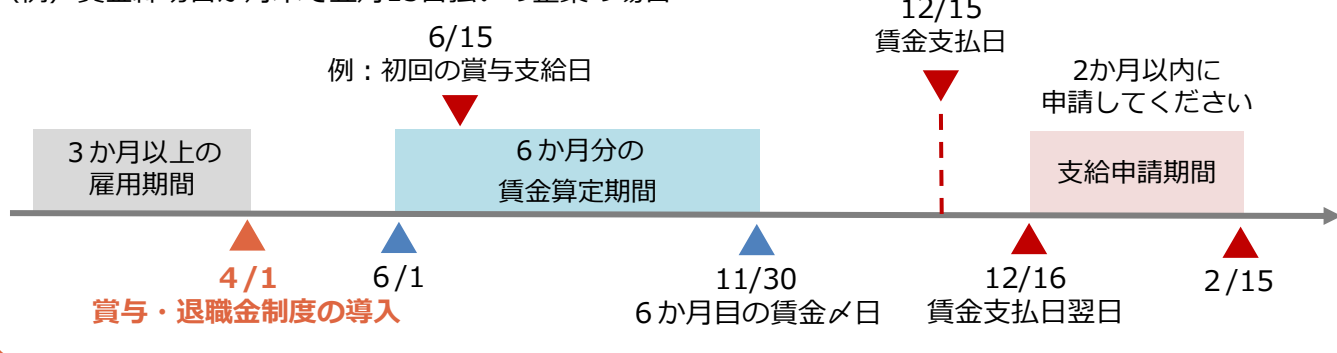 12/15
賃金支払日
6/15
例：初回の賞与支給日
2か月以内に
申請してください
３か月以上の
雇用期間
６か月分の
賃金算定期間
支給申請期間
４/1
賞与・退職金制度の導入
6/1
11/30
６か月目の賃金〆日
12/16
賃金支払日翌日
2/15